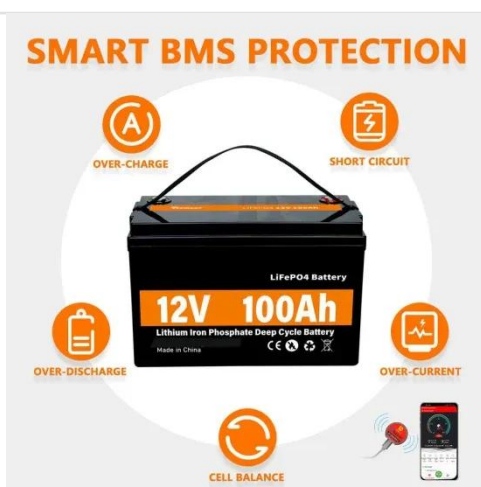 SMART BMS PROTECTION
OVER-CHARGE
SHORT CIRCUIT
LiFePO4 Battery
12V 100Ah
Lithium Iron Phosphate Deep Cycle Battery
Made in China
CE
OVER-DISCHARGE
OVER-CURRENT
CELL BALANCE